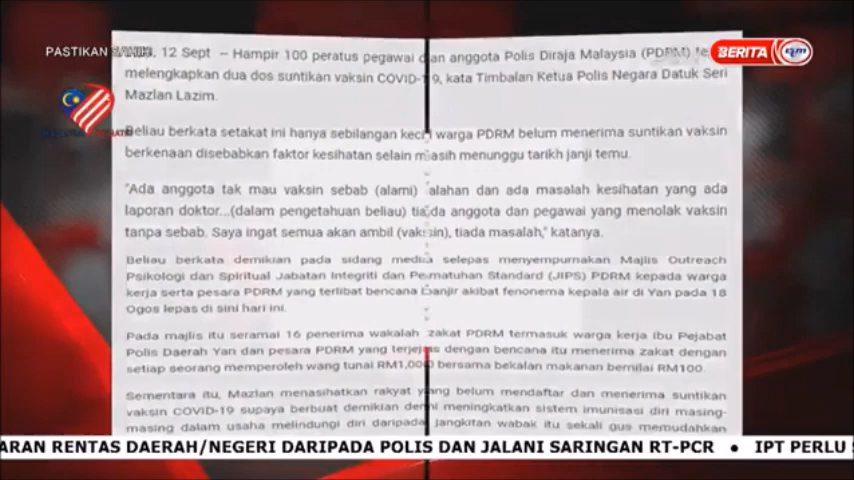 PASTIKAN
BERITA
12 Sept – Hampir 100 peratus pegawai dan anggota Polis Diraja Malaysia (PDRM)
melengkapkan dua dos suntikan vaksin COVID-19, kata Timbalan Ketua Polis Negara Datuk Seri
Mazlan Lazim.
Beliau berkata setakat ini hanya sebilangan kecil warga PDRM belum menerima suntikan vaksin
berkenaan disebabkan faktor kesihatan selain masih menunggu tarikh janji temu.
"Ada anggota tak mau vaksin sebab (alami) alahan dan ada masalah kesihatan yang ada
laporan doktor...(dalam pengetahuan beliau) tiada anggota dan pegawai yang menolak vaksin
tanpa sebab. Saya ingat semua akan ambil (vaksin), tiada masalah," katanya.
Beliau berkata demikian pada sidang media selepas menyempurnakan Majlis Outreach
Psikologi dan Spiritual Jabatan Integriti dan Pematuhan Standard (JIPS) PDRM kepada warga
kerja serta pesara PDRM yang terlibat bencana banjir akibat fenonema kepala air di Yan pada 18
Ogos lepas di sini hari ini.
Pada majlis itu seramai 16 penerima wakalah zakat PDRM termasuk warga kerja Ibu Pejabat
Polis Daerah Yan dan pesara PDRM yang terjejas dengan bencana itu menerima zakat dengan
setiap seorang memperoleh wang tunai RM1,000 bersama bekalan makanan bernilai RM100.
Sementara itu, Mazlan menasihatkan rakyat yang belum mendaftar dan menerima suntikan
vaksin COVID-19 supaya berbuat demikian demi meningkatkan sistem imunisasi diri masing-
masing dalam usaha melindungi diri daripada jangkitan wabak itu sekali gus memudahkan
ARAN RENTAS DAERAH/NEGERI DARIPADA POLIS DAN JALANI SARINGAN RT-PCR • IPT PERLU